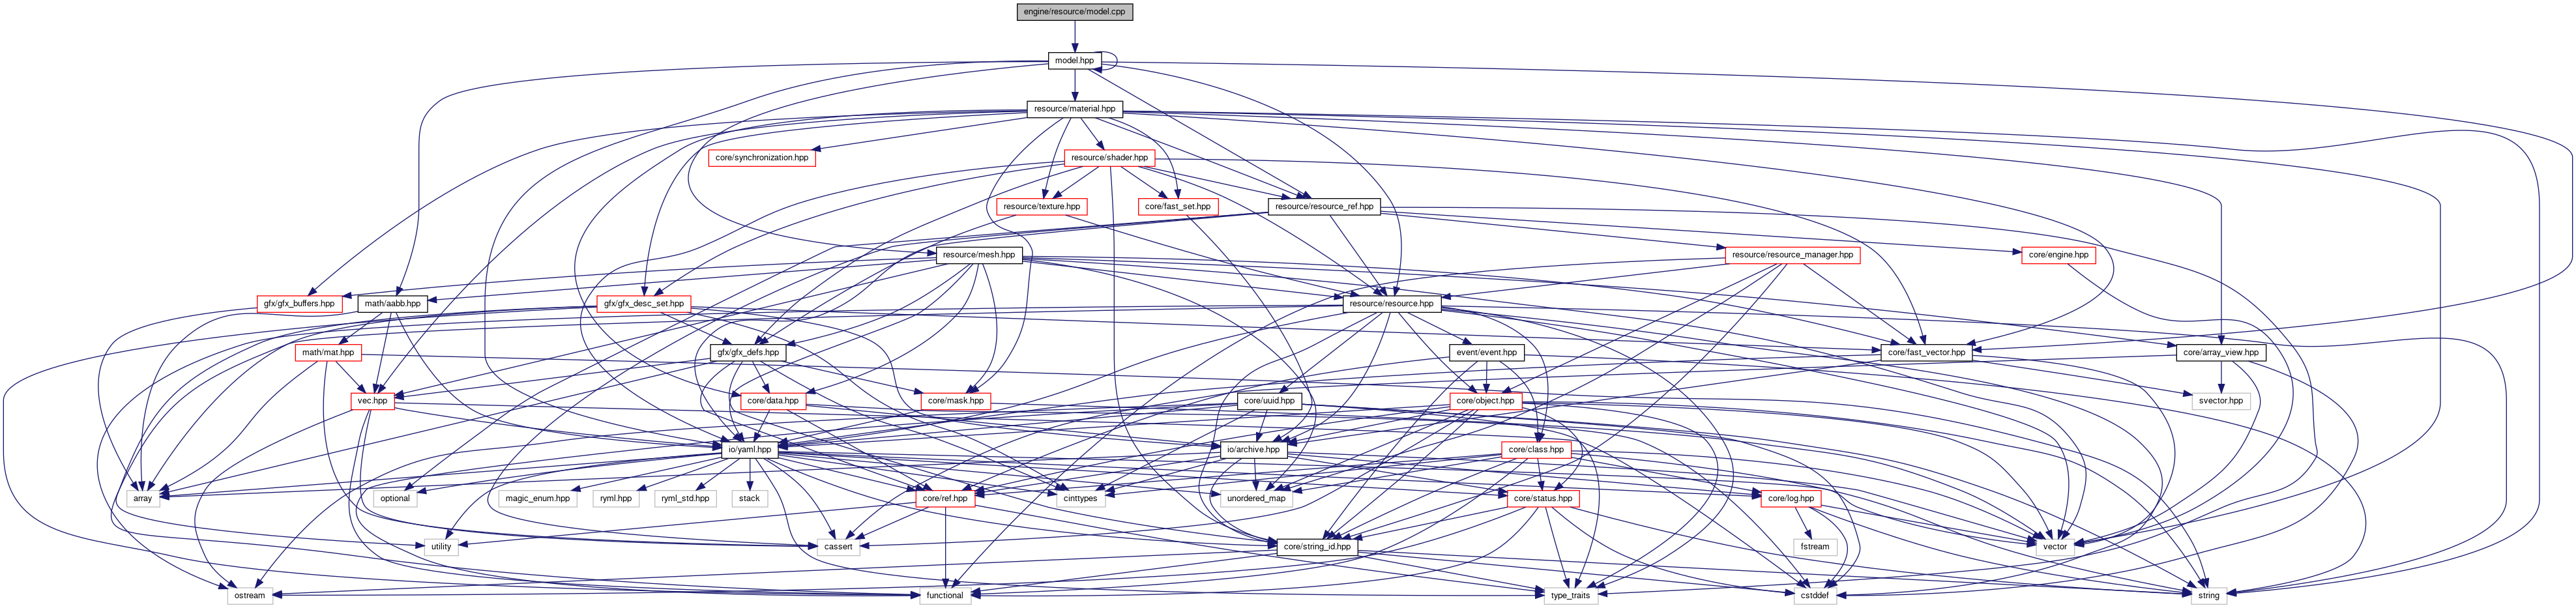 engine/resource/model.cpp
model.hpp
resource/material.hpp
core/synchronization.hpp
resource/shader.hpp
resource/texture.hpp
core/fast_set.hpp
resource/resource_ref.hpp
resource/mesh.hpp
resource/resource_manager.hpp
core/engine.hpp
gfx/gfx_buffers.hpp
math/aabb.hpp
gfx/gfx_desc_set.hpp
resource/resource.hpp
math/mat.hpp
gfx/gfx_defs.hpp
event/event.hpp
core/fast_vector.hpp
core/array_view.hpp
vec.hpp
core/data.hpp
core/mask.hpp
core/uuid.hpp
core/object.hpp
svector.hpp
io/yaml.hpp
io/archive.hpp
core/class.hpp
array
optional
magic_enum.hpp
ryml.hpp
ryml_std.hpp
stack
core/ref.hpp
cinttypes
unordered_map
core/status.hpp
core/log.hpp
utility
cassert
core/string_id.hpp
fstream
vector
ostream
functional
type_traits
cstddef
string